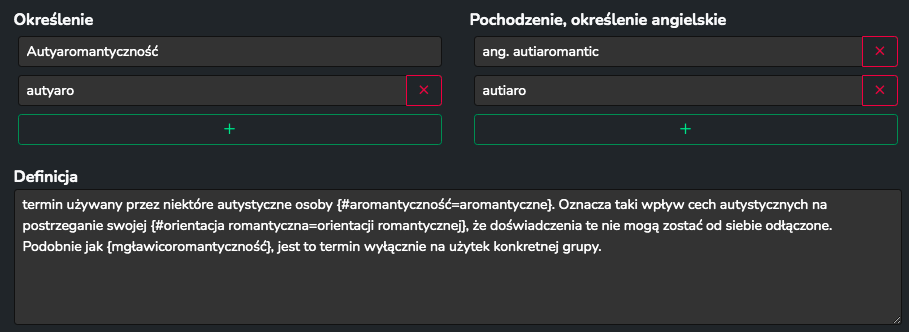 Określenie
Pochodzenie, określenie angielskie
Autyaromantyczność
ang. autiaromantic
×
autyaro
×
autiaro
×
+
+
Definicja
termin używany przez niektóre autystyczne osoby {#aromantyczność=aromantyczne}. Oznacza taki wpływ cech autystycznych na
postrzeganie swojej {#orientacja romantyczna=orientacji romantycznej}, że doświadczenia te nie mogą zostać od siebie odłączone.
Podobnie jak {mgławicoromantyczność}, jest to termin wyłącznie na użytek konkretnej grupy.